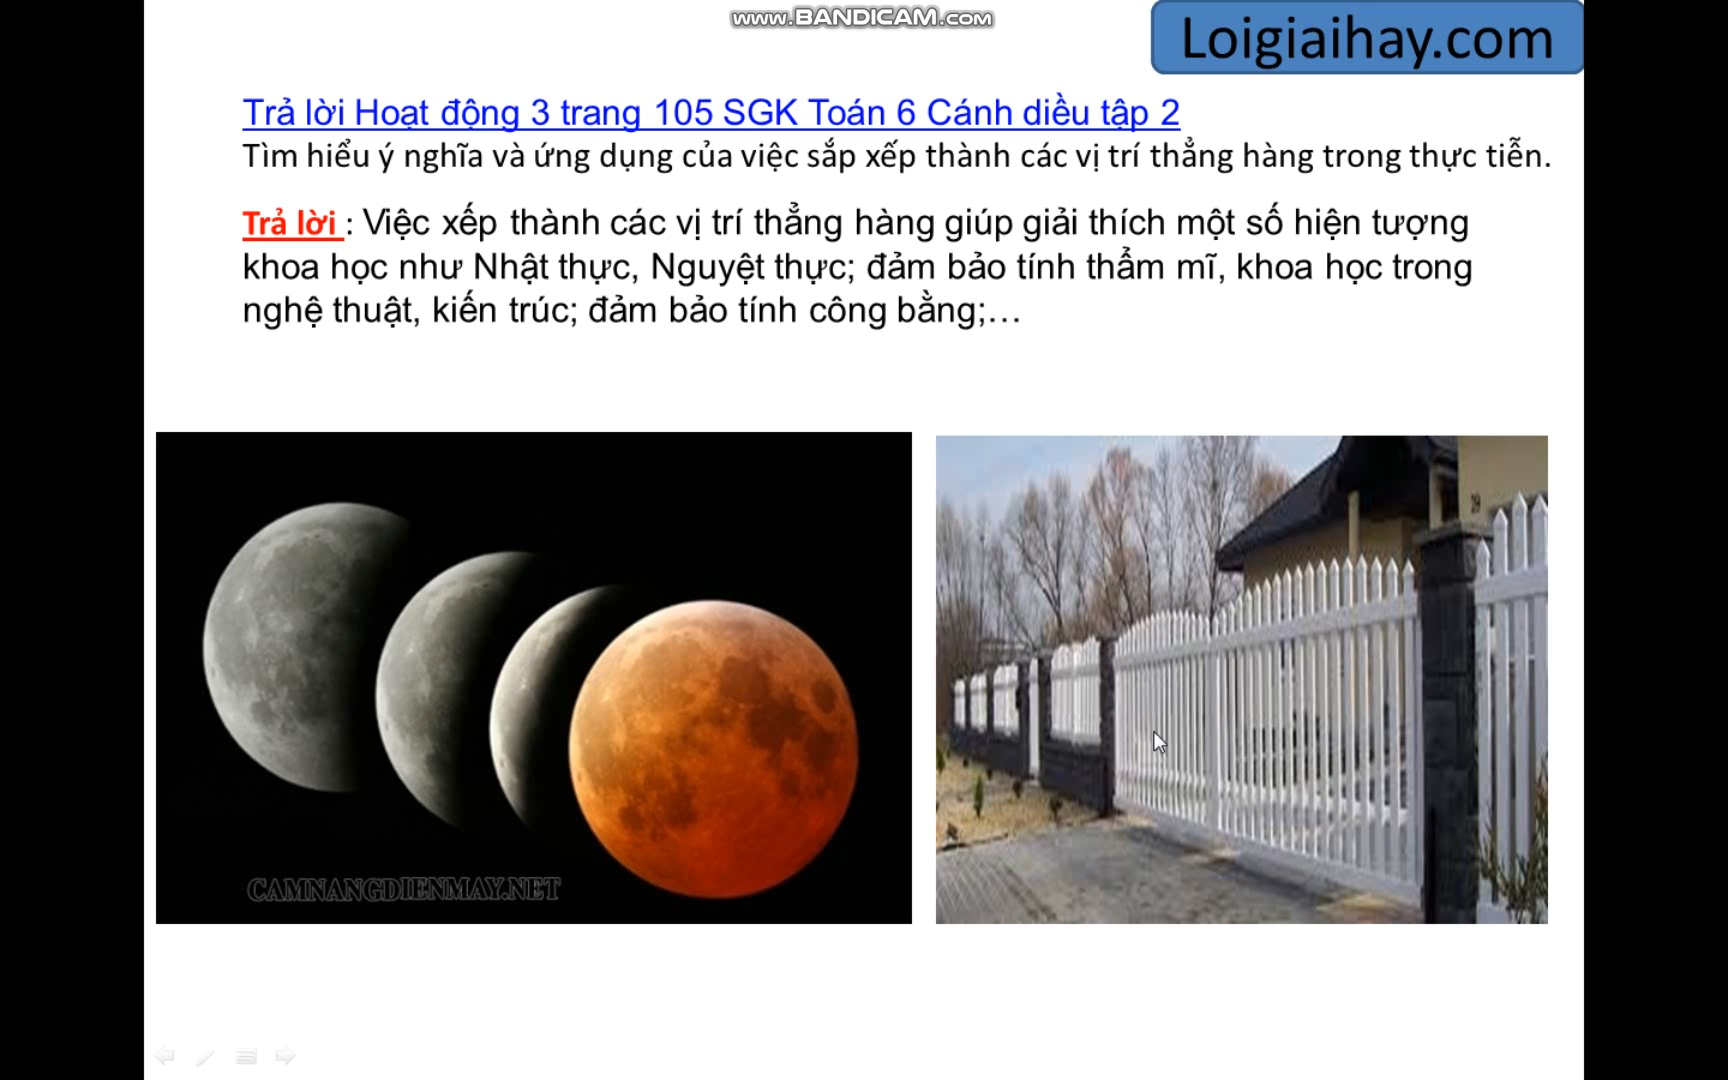 www.BANDICAM.com
Loigiaihay.com
Trả lời Hoạt động 3 trang 105 SGK Toán 6 Cánh diều tập 2
Tìm hiểu ý nghĩa và ứng dụng của việc sắp xếp thành các vị trí thẳng hàng trong thực tiễn.
Trả lời : Việc xếp thành các vị trí thẳng hàng giúp giải thích một số hiện tượng
khoa học như Nhật thực, Nguyệt thực; đảm bảo tính thẩm mĩ, khoa học trong
nghệ thuật, kiến trúc; đảm bảo tính công bằng;…
CAMNANGDIENMAY.NET